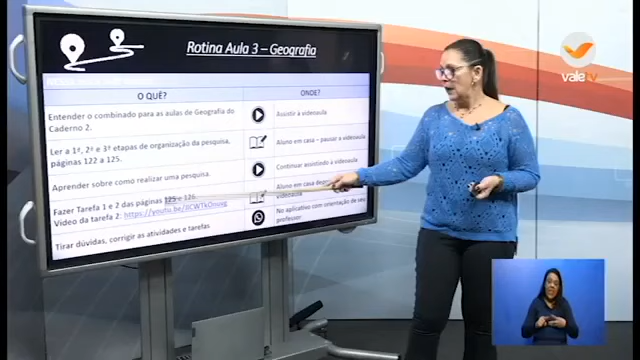 Rotina Aula 3 – Geografia
vale tv
O QUÊ?
ONDE?
Entender o combinado para as aulas de Geografia do
Caderno 2.
Assistir à videoaula
Ler a 1ª, 2ª e 3ª etapas de organização da pesquisa,
páginas 122 a 125.
Aluno em casa – pausar a videoaula
Aprender sobre como realizar uma pesquisa.
Continuar assistindo à videoaula
Fazer Tarefa 1 e 2 das páginas 125 e 126.
Vídeo da tarefa 2:
Aluno em casa
videoaula
Tirar dúvidas, corrigir as atividades e tarefas
No aplicativo com orientação de seu
professor.